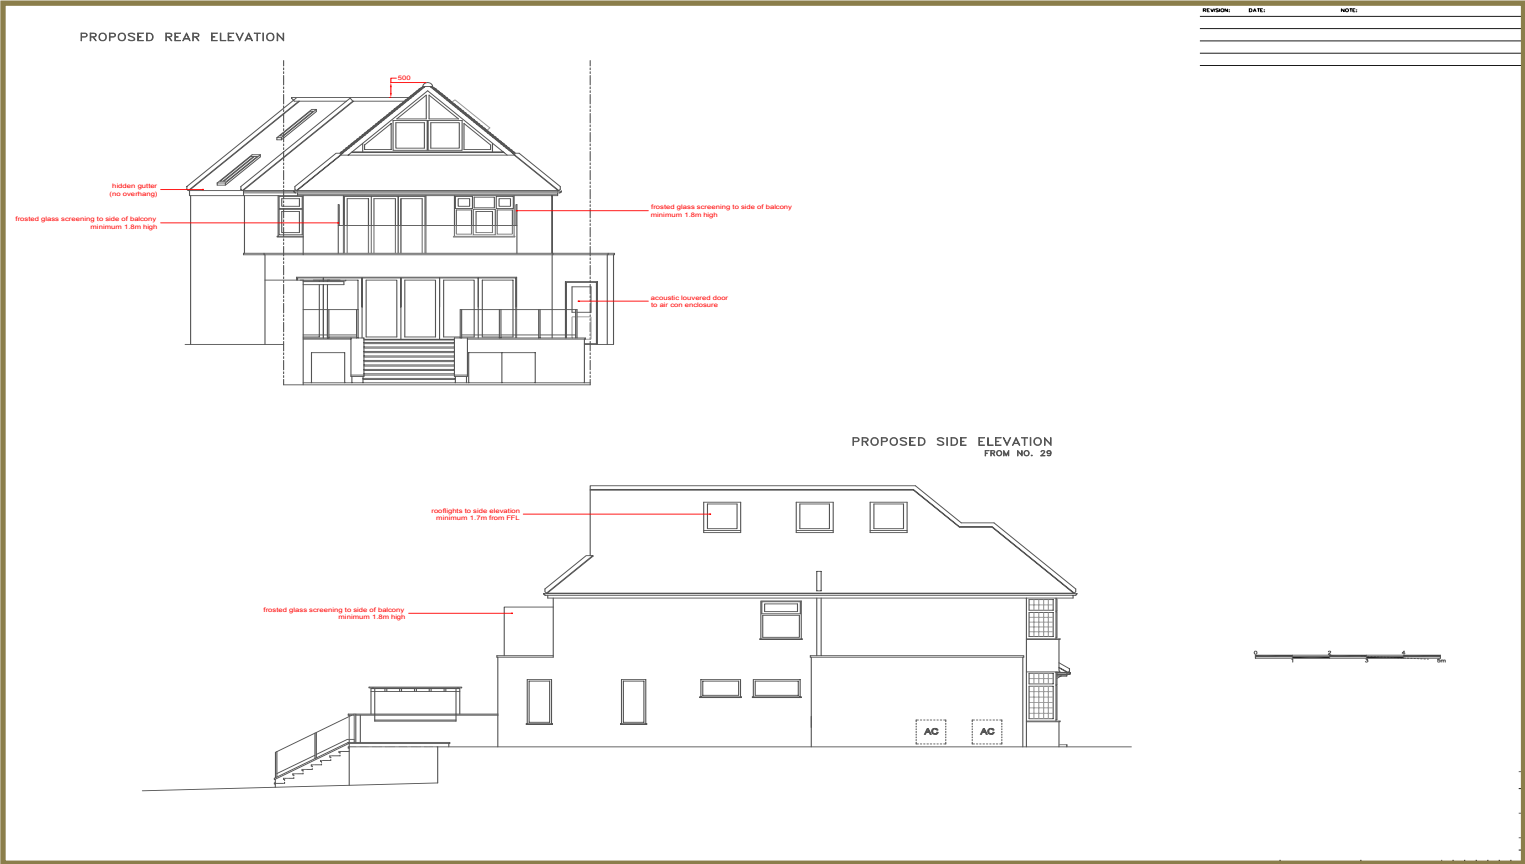 REVISION: DATE: NOTE:
PROPOSED REAR ELEVATION
500
hidden gutter
(no overhang)
frosted glass screening to side of balcony
minimum 1.8m high
frosted glass screening to side of balcony
minimum 1.8m high
acoustic louvered door
to air con enclosure
PROPOSED SIDE ELEVATION
FROM NO. 29
rooflights to side elevation
minimum 1.7m from FFL
frosted glass screening to side of balcony
minimum 1.8m high
0 2 4
1 3 5m
AC AC